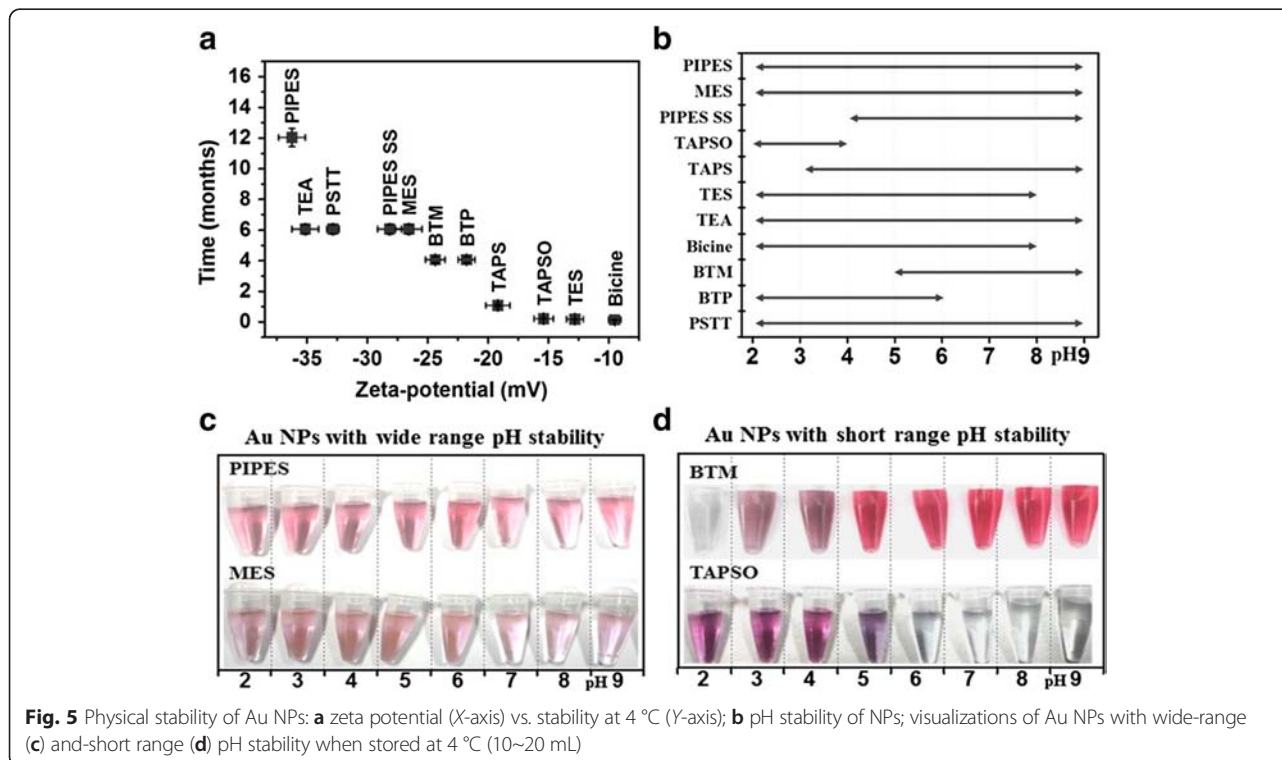 a
16
14
12
10
8
6
4
2
0
Time (months)
PIPES
TEA
PSTT
PIPES SS
MES
BTM
BTP
TAPS
TAPSO
TES
Bicine
-35 -30 -25 -20 -15 -10
Zeta-potential (mV)
b
PIPES
MES
PIPES SS
TAPSO
TAPS
TES
TEA
Bicine
BTM
BTP
PSTT
2 3 4 5 6 7 8 pH 9
c
Au NPs with wide range pH stability
PIPES
MES
2 3 4 5 6 7 8 pH 9
d
Au NPs with short range pH stability
BTM
TAPSO
2 3 4 5 6 7 8 pH 9
Fig. 5 Physical stability of Au NPs: a zeta potential (X-axis) vs. stability at 4 °C (Y-axis); b pH stability of NPs; visualizations of Au NPs with wide-range
(c) and-short range (d) pH stability when stored at 4 °C (10~20 mL)